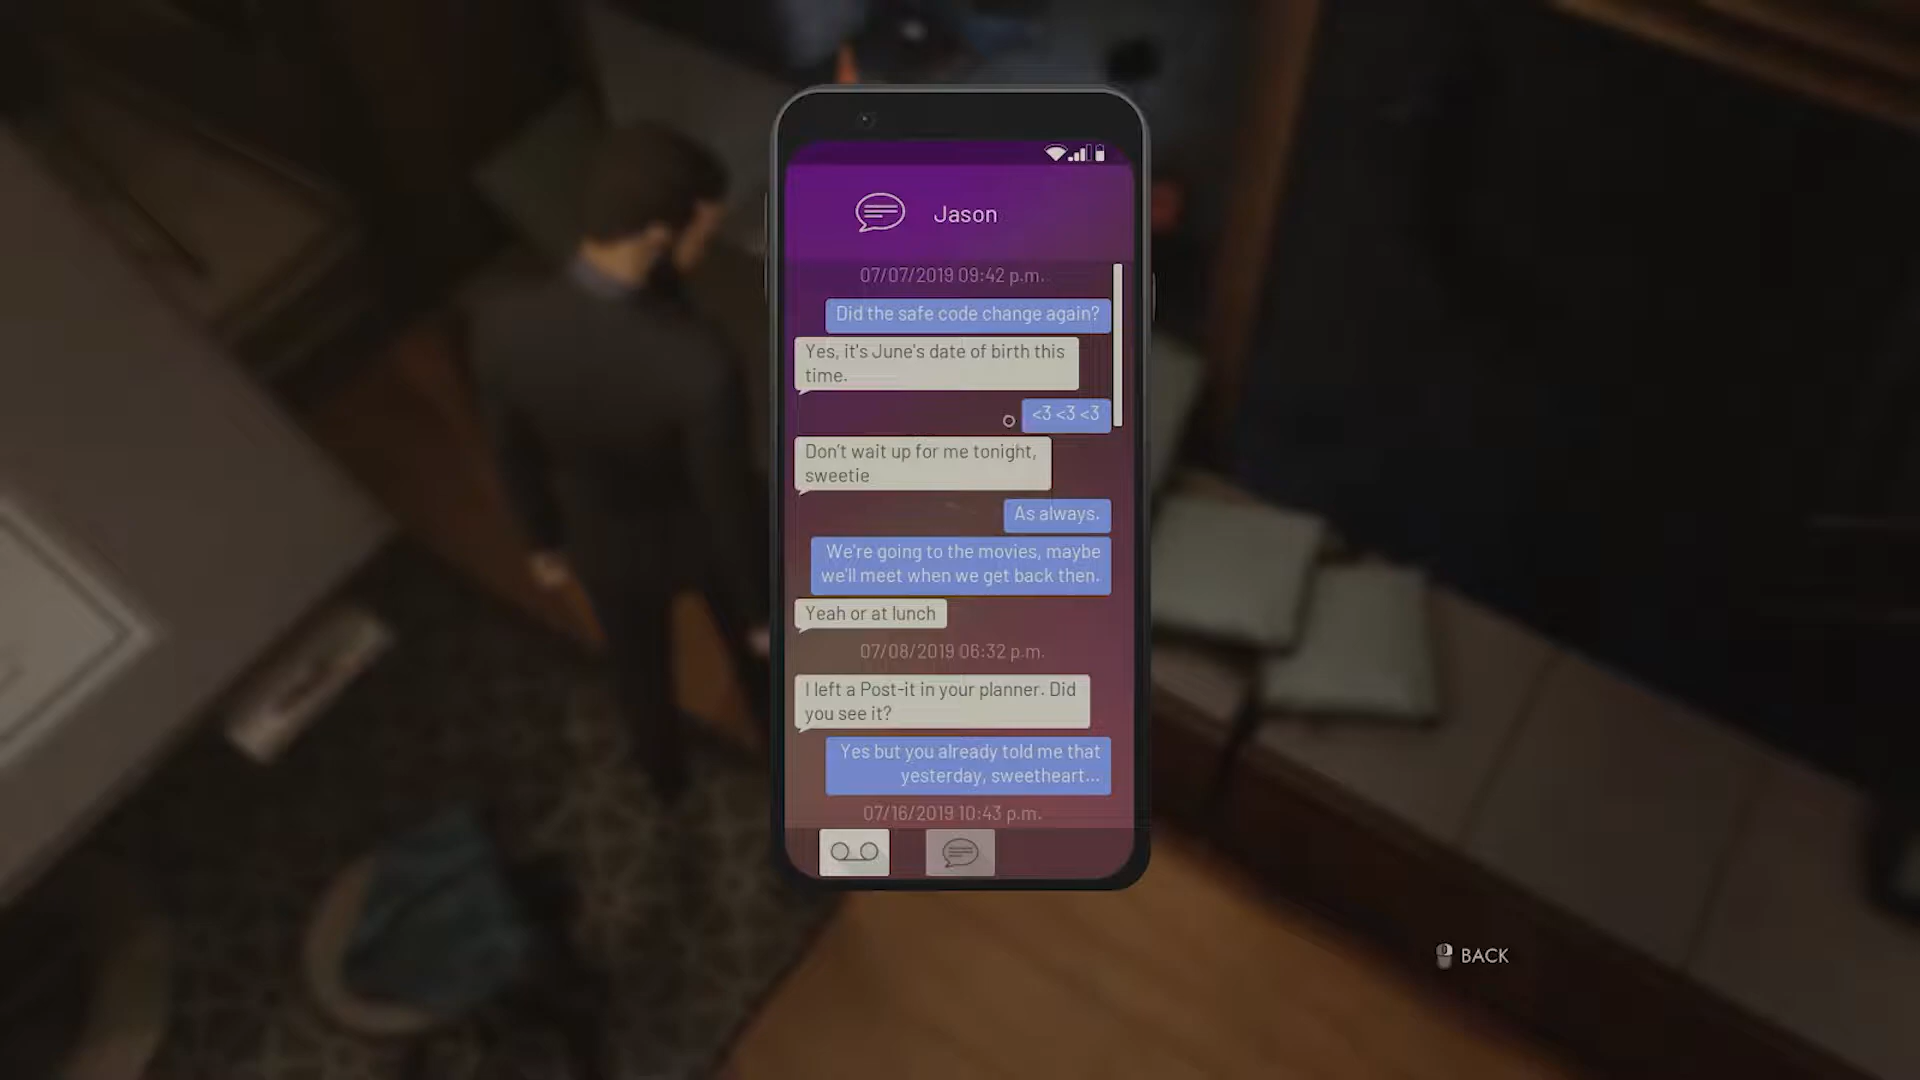 Jason
07/07/2019 09:42 p.m.
Did the safe code change again?
Yes, it's June's date of birth this
time.
<3 <3 <3
Don't wait up for me tonight,
sweetie
As always.
We're going to the movies, maybe
we'll meet when we get back then.
Yeah or at lunch
07/08/2019 06:32 p.m.
I left a Post-it in your planner. Did
you see it?
Yes but you already told me that
yesterday, sweetheart...
07/16/2019 10:43 p.m.
BACK